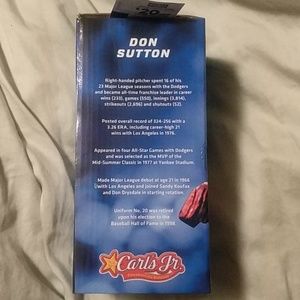 DON
SUTTON
Right-handed pitcher spent 16 of his
23 Major League seasons with the Dodgers
and became all-time franchise leader in career
wins (233), games (550), innings (3,814),
strikeouts (2,696) and shutouts (52).
Posted overall record of 324-256 with a
3.26 ERA, including career-high 21
wins with Los Angeles in 1976.
Appeared in four All-Star Games with Dodgers
and was selected as the MVP of the
Mid-Summer Classic in 1977 at Yankee Stadium.
Made Major League debut at age 21 in 1966
with Los Angeles and joined Sandy Koufax
and Don Drysdale in starting rotation.
Uniform No. 20 was retired
upon his election to the
Baseball Hall of Fame in 1998
Carl's Jr.